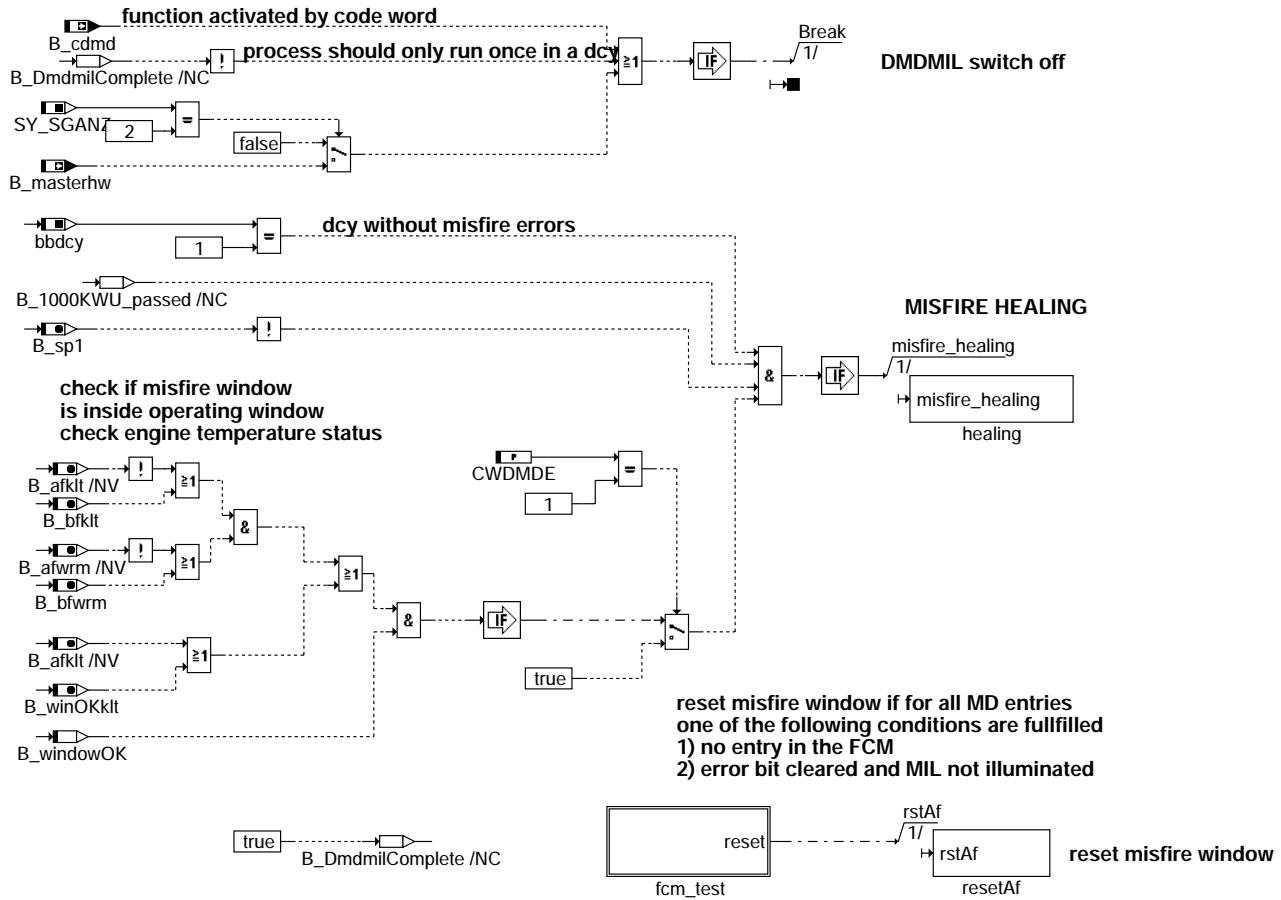 function activated by code word
B_cdmd
process should only run once in a dcy
!
B_DmdmilComplete /NC
≥1
IF
Break
1/
DMDMIL switch off
SY_SGANZ
2
=
false
B_masterhw
bbdcy
1
=
dcy without misfire errors
B_1000KWU_passed /NC
B_sp1
!
MISFIRE HEALING
&
IF
misfire_healing
1/
misfire_healing
healing
check if misfire window
is inside operating window
check engine temperature status
B_afklt /NV
!
≥1
B_bfklt
&
B_afwrm /NV
!
≥1
B_bfwrm
≥1
CWDMDE
P
=
1
B_afklt /NV
≥1
&
IF
B_winOKklt
true
B_windowOK
reset misfire window if for all MD entries
one of the following conditions are fullfilled
1) no entry in the FCM
2) error bit cleared and MIL not illuminated
true
B_DmdmilComplete /NC
reset
fcm_test
rstAf
1/
rstAf
resetAf
reset misfire window